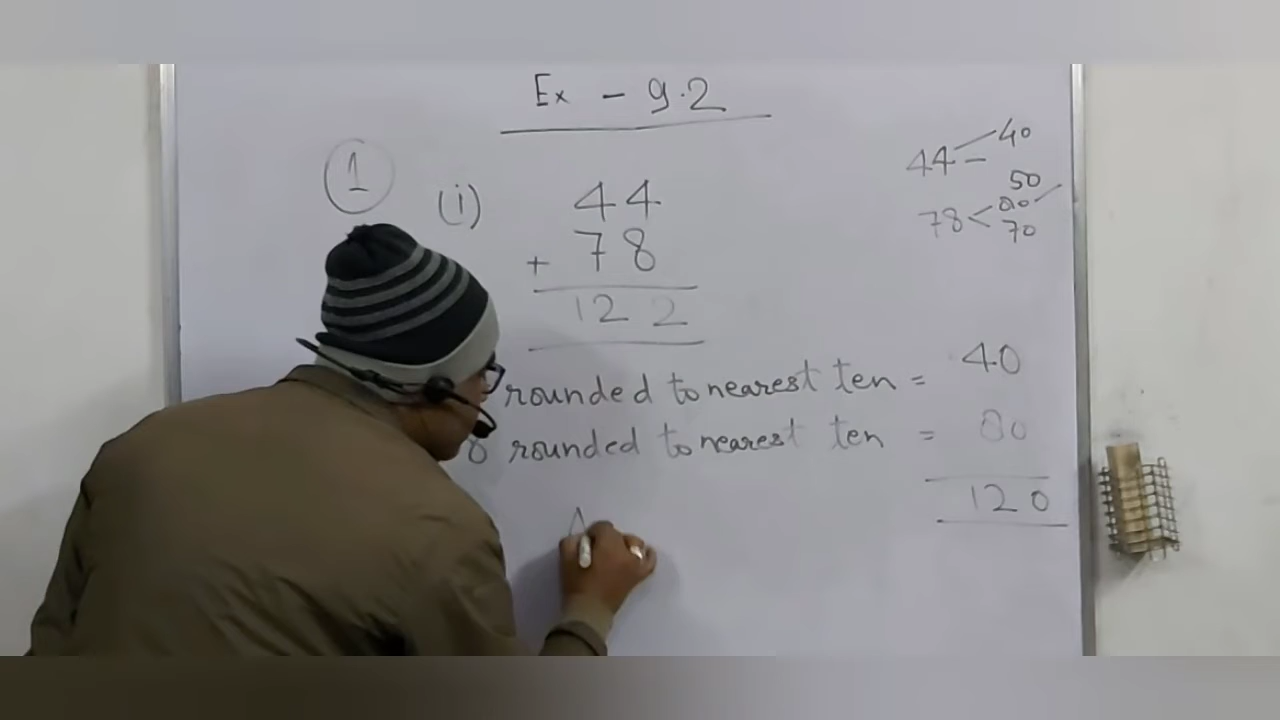 Ex - 9.2
1 (i)
44
+ 78
122
44 40
50
78 80
70
rounded to nearest ten = 40
8 rounded to nearest ten = 80
120
A